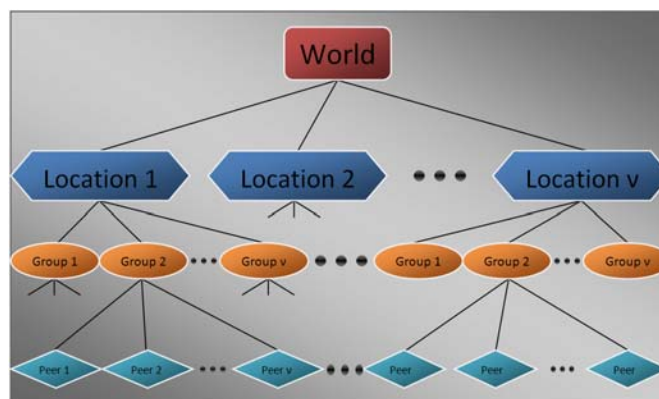 World
Location 1 Location 2 Location v
Group 1 Group 2 Group v Group 1 Group 2 Group v
Peer 1 Peer 2 Peer v Peer Peer Peer